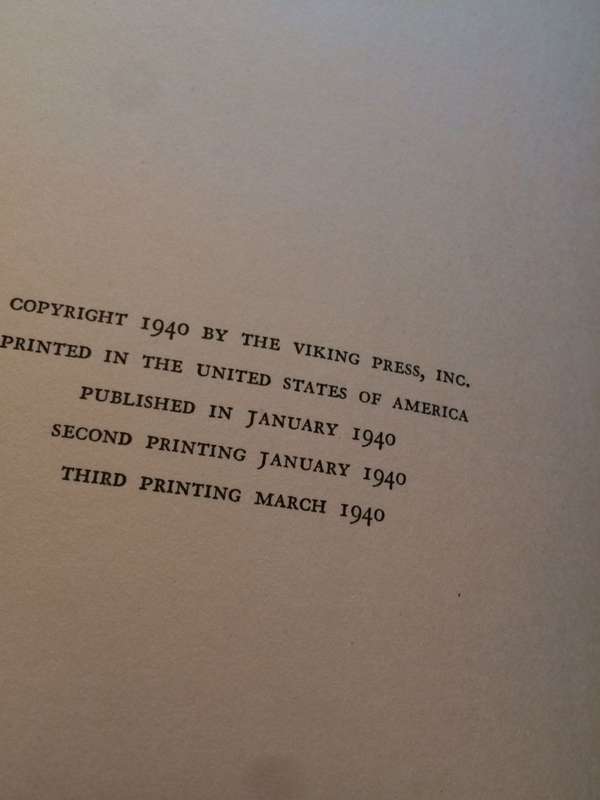 COPYRIGHT 1940 BY THE VIKING PRESS, INC.
PRINTED IN THE UNITED STATES OF AMERICA
PUBLISHED IN JANUARY 1940
SECOND PRINTING JANUARY 1940
THIRD PRINTING MARCH 1940